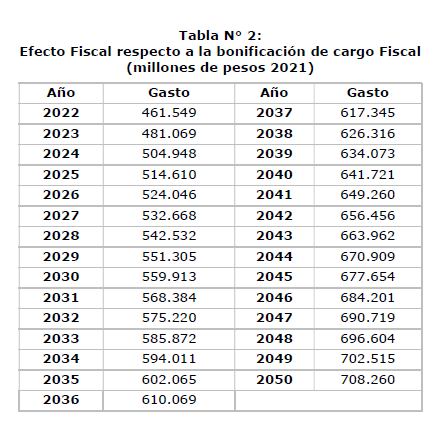 Tabla N° 2:
Efecto Fiscal respecto a la bonificación de cargo Fiscal
(millones de pesos 2021)
Año Gasto Año Gasto
2022 461.549 2037 617.345
2023 481.069 2038 626.316
2024 504.948 2039 634.073
2025 514.610 2040 641.721
2026 524.046 2041 649.260
2027 532.668 2042 656.456
2028 542.532 2043 663.962
2029 551.305 2044 670.909
2030 559.913 2045 677.654
2031 568.384 2046 684.201
2032 575.220 2047 690.719
2033 585.872 2048 696.604
2034 594.011 2049 702.515
2035 602.065 2050 708.260
2036 610.069